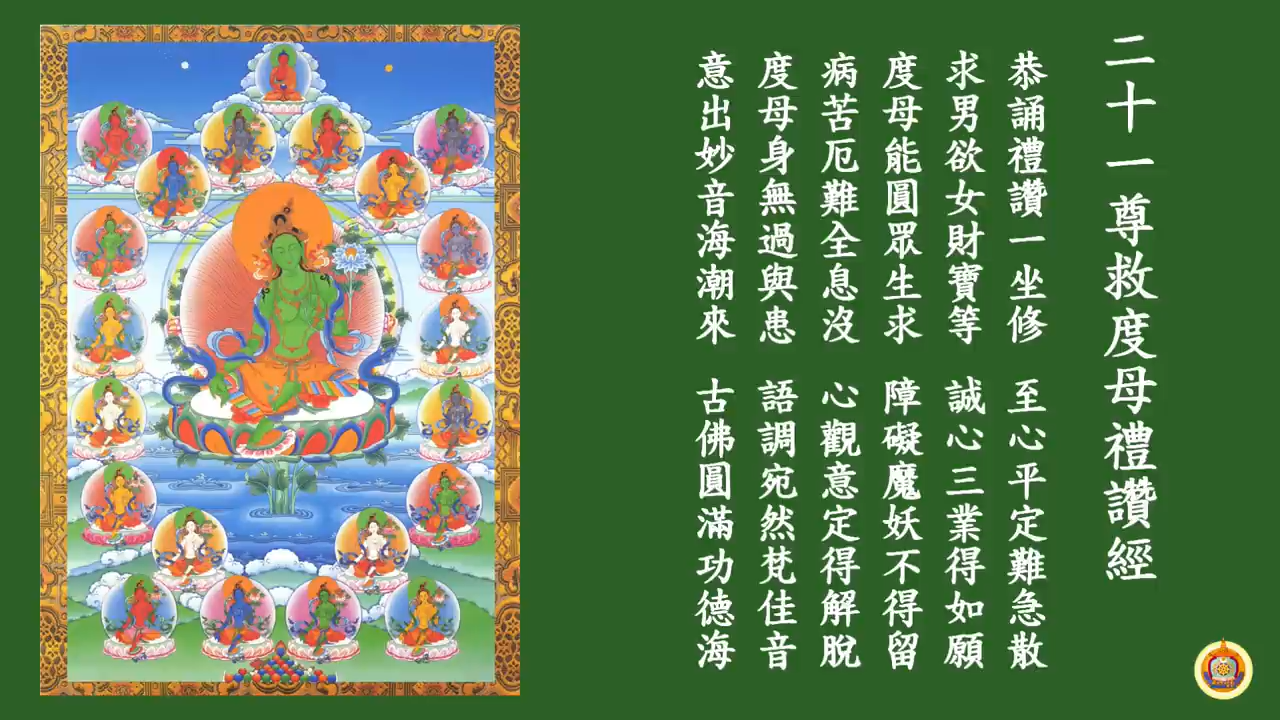 二十一尊救度母禮讚經
恭誦禮讚一坐修 至心平定難急散
求男欲女財寶等 誠心三業得如願
度母能圓眾生求 障礙魔妖不得留
病苦厄難全息沒 心觀意定得解脫
度母身無過與患 語調宛然梵佳音
意出妙音海潮來 古佛圓滿功德海